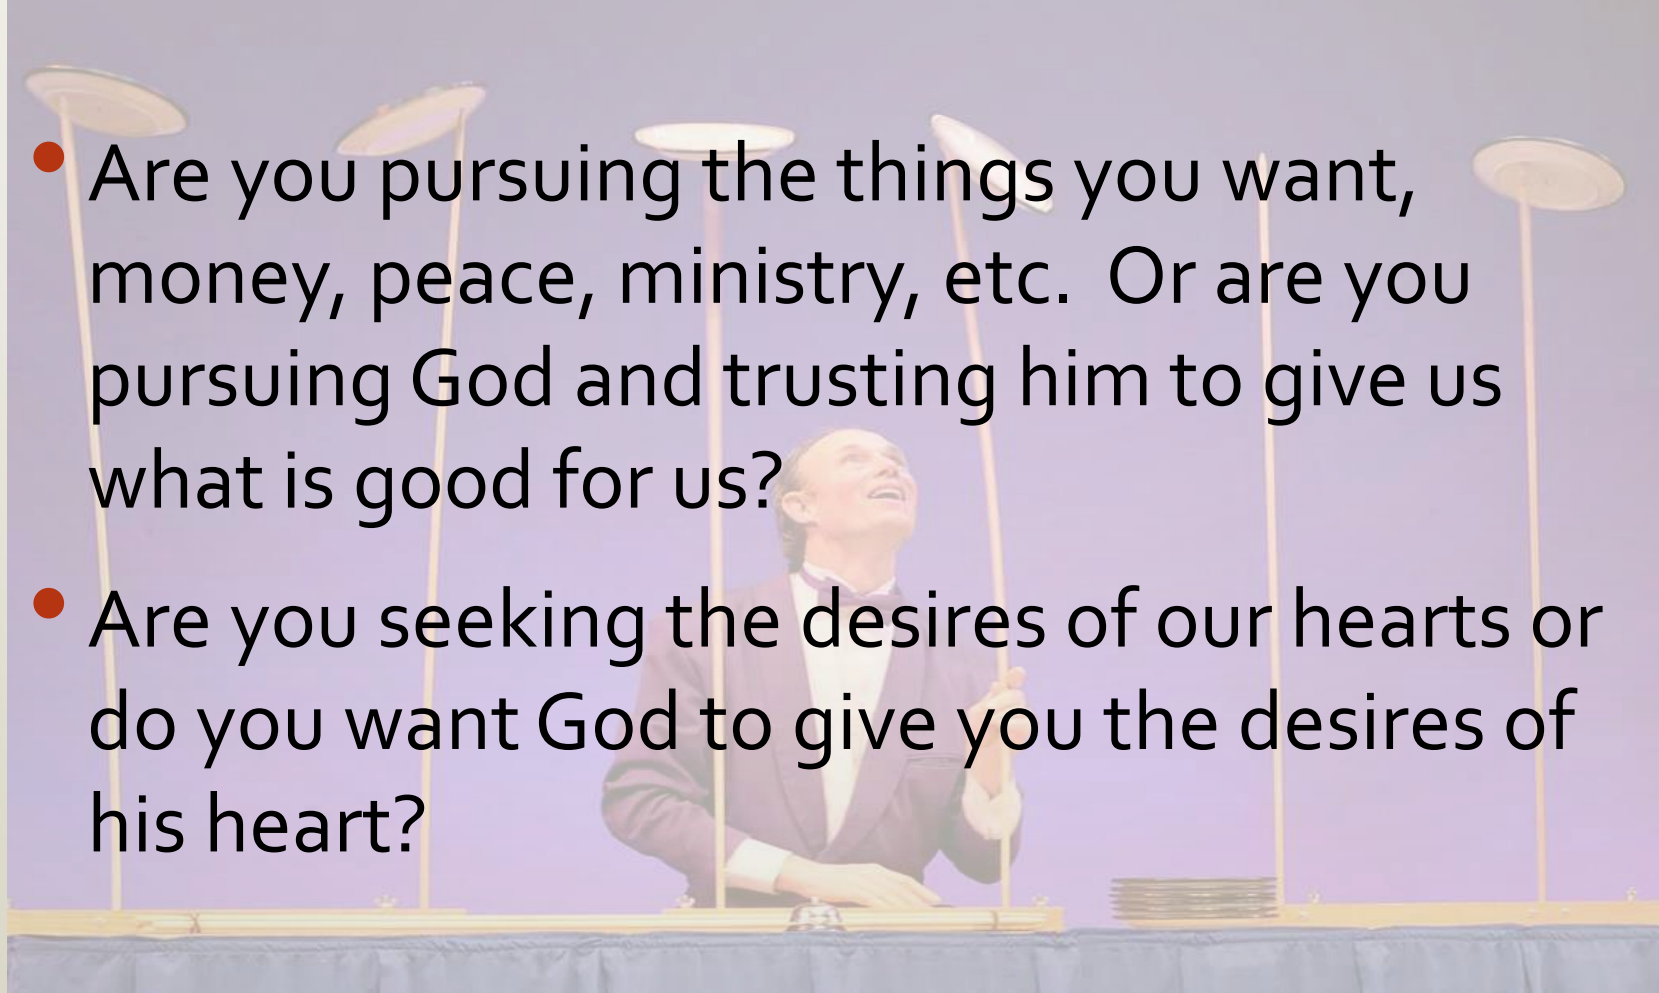 • Are you pursuing the things you want,
money, peace, ministry, etc.  Or are you
pursuing God and trusting him to give us
what is good for us?
• Are you seeking the desires of our hearts or
do you want God to give you the desires of
his heart?